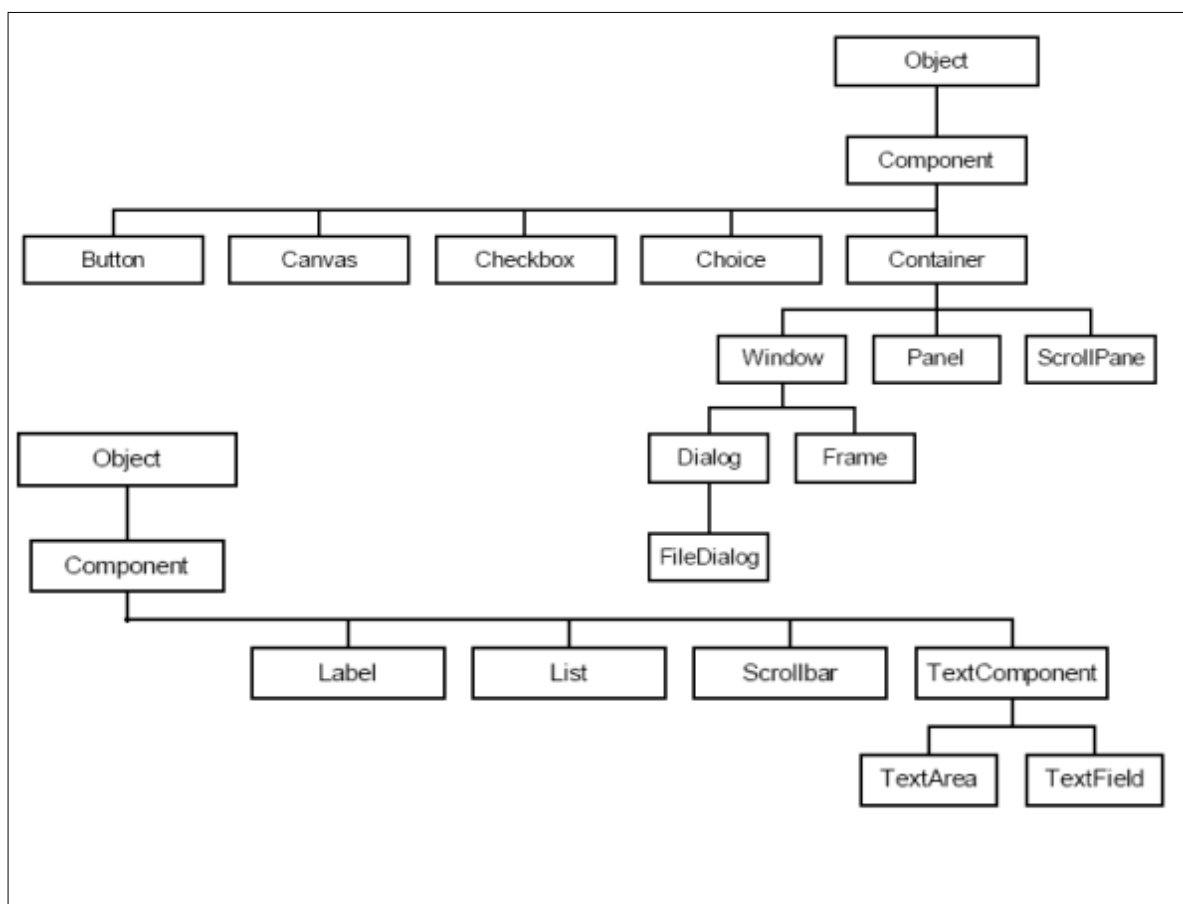 Object
Component
Button Canvas Checkbox Choice Container
Window Panel ScrollPane
Dialog Frame
FileDialog
Object
Component
Label List Scrollbar TextComponent
TextArea TextField